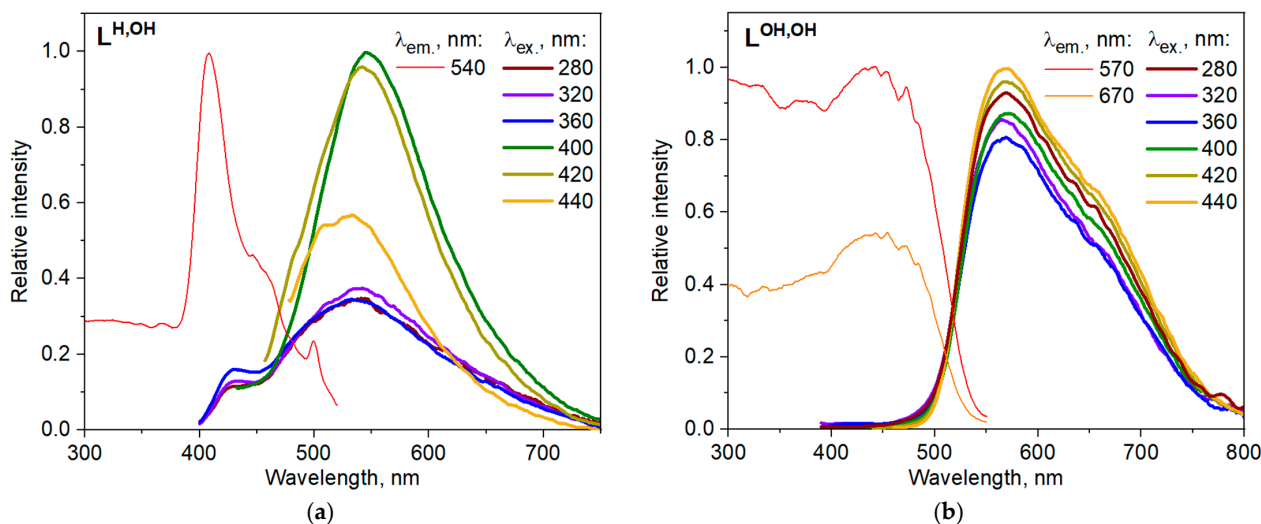 L^H,OH
λem., nm: λex., nm:
540 280
320
360
400
420
440
1.0
0.8
0.6
0.4
0.2
0.0
Relative intensity
300 400 500 600 700
Wavelength, nm
(a)
L^OH,OH
λem., nm: λex., nm:
570 280
670 320
360
400
420
440
1.0
0.8
0.6
0.4
0.2
0.0
Relative intensity
300 400 500 600 700 800
Wavelength, nm
(b)